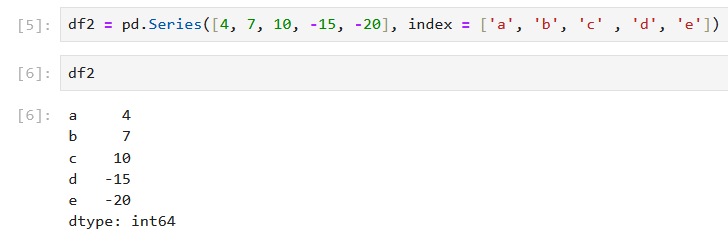 [5]: df2 = pd.Series([4, 7, 10, -15, -20], index = ['a', 'b', 'c' , 'd', 'e'])
[6]: df2
[6]: a     4
b     7
c    10
d   -15
e   -20
dtype: int64